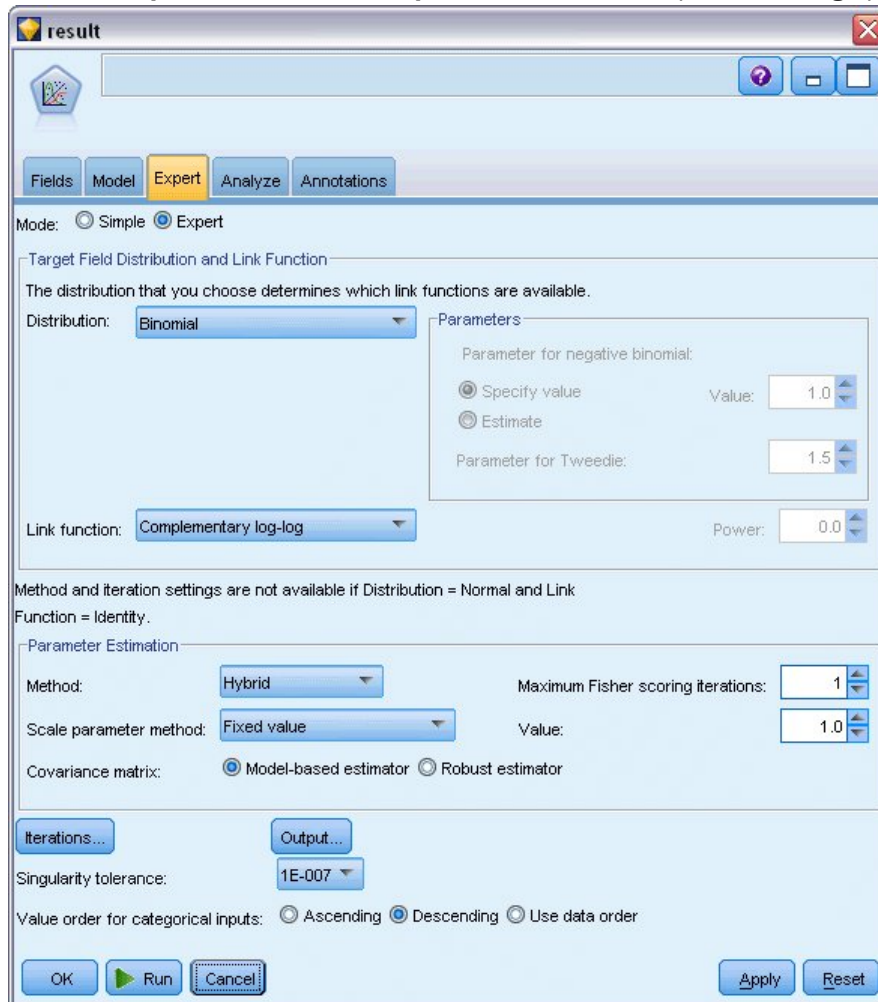 result
Fields Model Expert Analyze Annotations
Mode: Simple Expert
Target Field Distribution and Link Function
The distribution that you choose determines which link functions are available.
Distribution: Binomial
Parameters
Parameter for negative binomial:
Specify value Value: 1.0
Estimate
Parameter for Tweedie: 1.5
Link function: Complementary log-log Power: 0.0
Method and iteration settings are not available if Distribution = Normal and Link
Function = Identity.
Parameter Estimation
Method: Hybrid Maximum Fisher scoring iterations: 1
Scale parameter method: Fixed value Value: 1.0
Covariance matrix: Model-based estimator Robust estimator
Iterations... Output...
Singularity tolerance: 1E-007
Value order for categorical inputs: Ascending Descending Use data order
OK Run Cancel Apply Reset